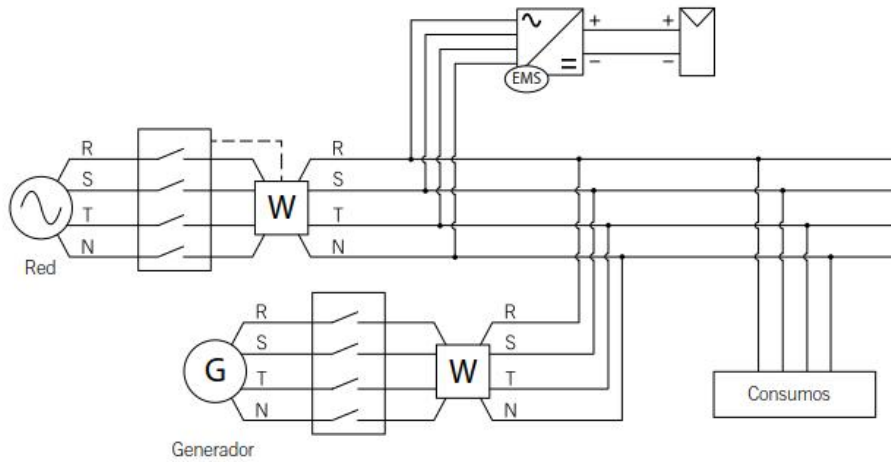 + +
EMS
- -
R R
S S
W
T T
N N
Red
R R
S S
G W
T T
N N
Consumos
Generador